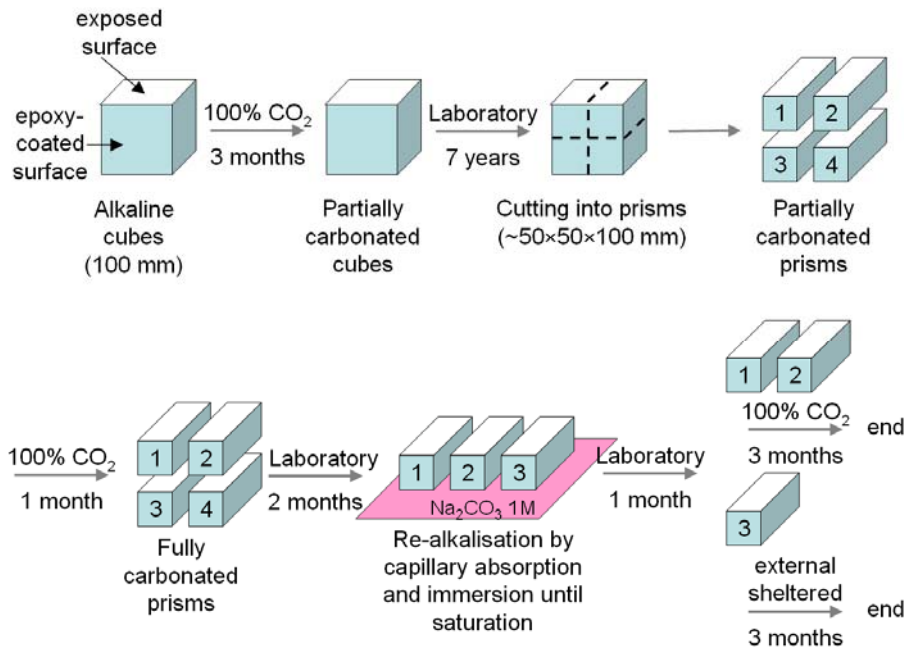 exposed
surface
epoxy-
coated
surface
100% CO₂
3 months
Laboratory
7 years
1
2
3
4
Alkaline
cubes
(100 mm)
Partially
carbonated
cubes
Cutting into prisms
(~50×50×100 mm)
Partially
carbonated
prisms
100% CO₂
1 month
1
2
3
4
Laboratory
2 months
1
2
3
Na₂CO₃ 1M
Laboratory
1 month
1
2
100% CO₂
3 months
end
3
external
sheltered
3 months
end
Fully
carbonated
prisms
Re-alkalisation by
capillary absorption
and immersion until
saturation